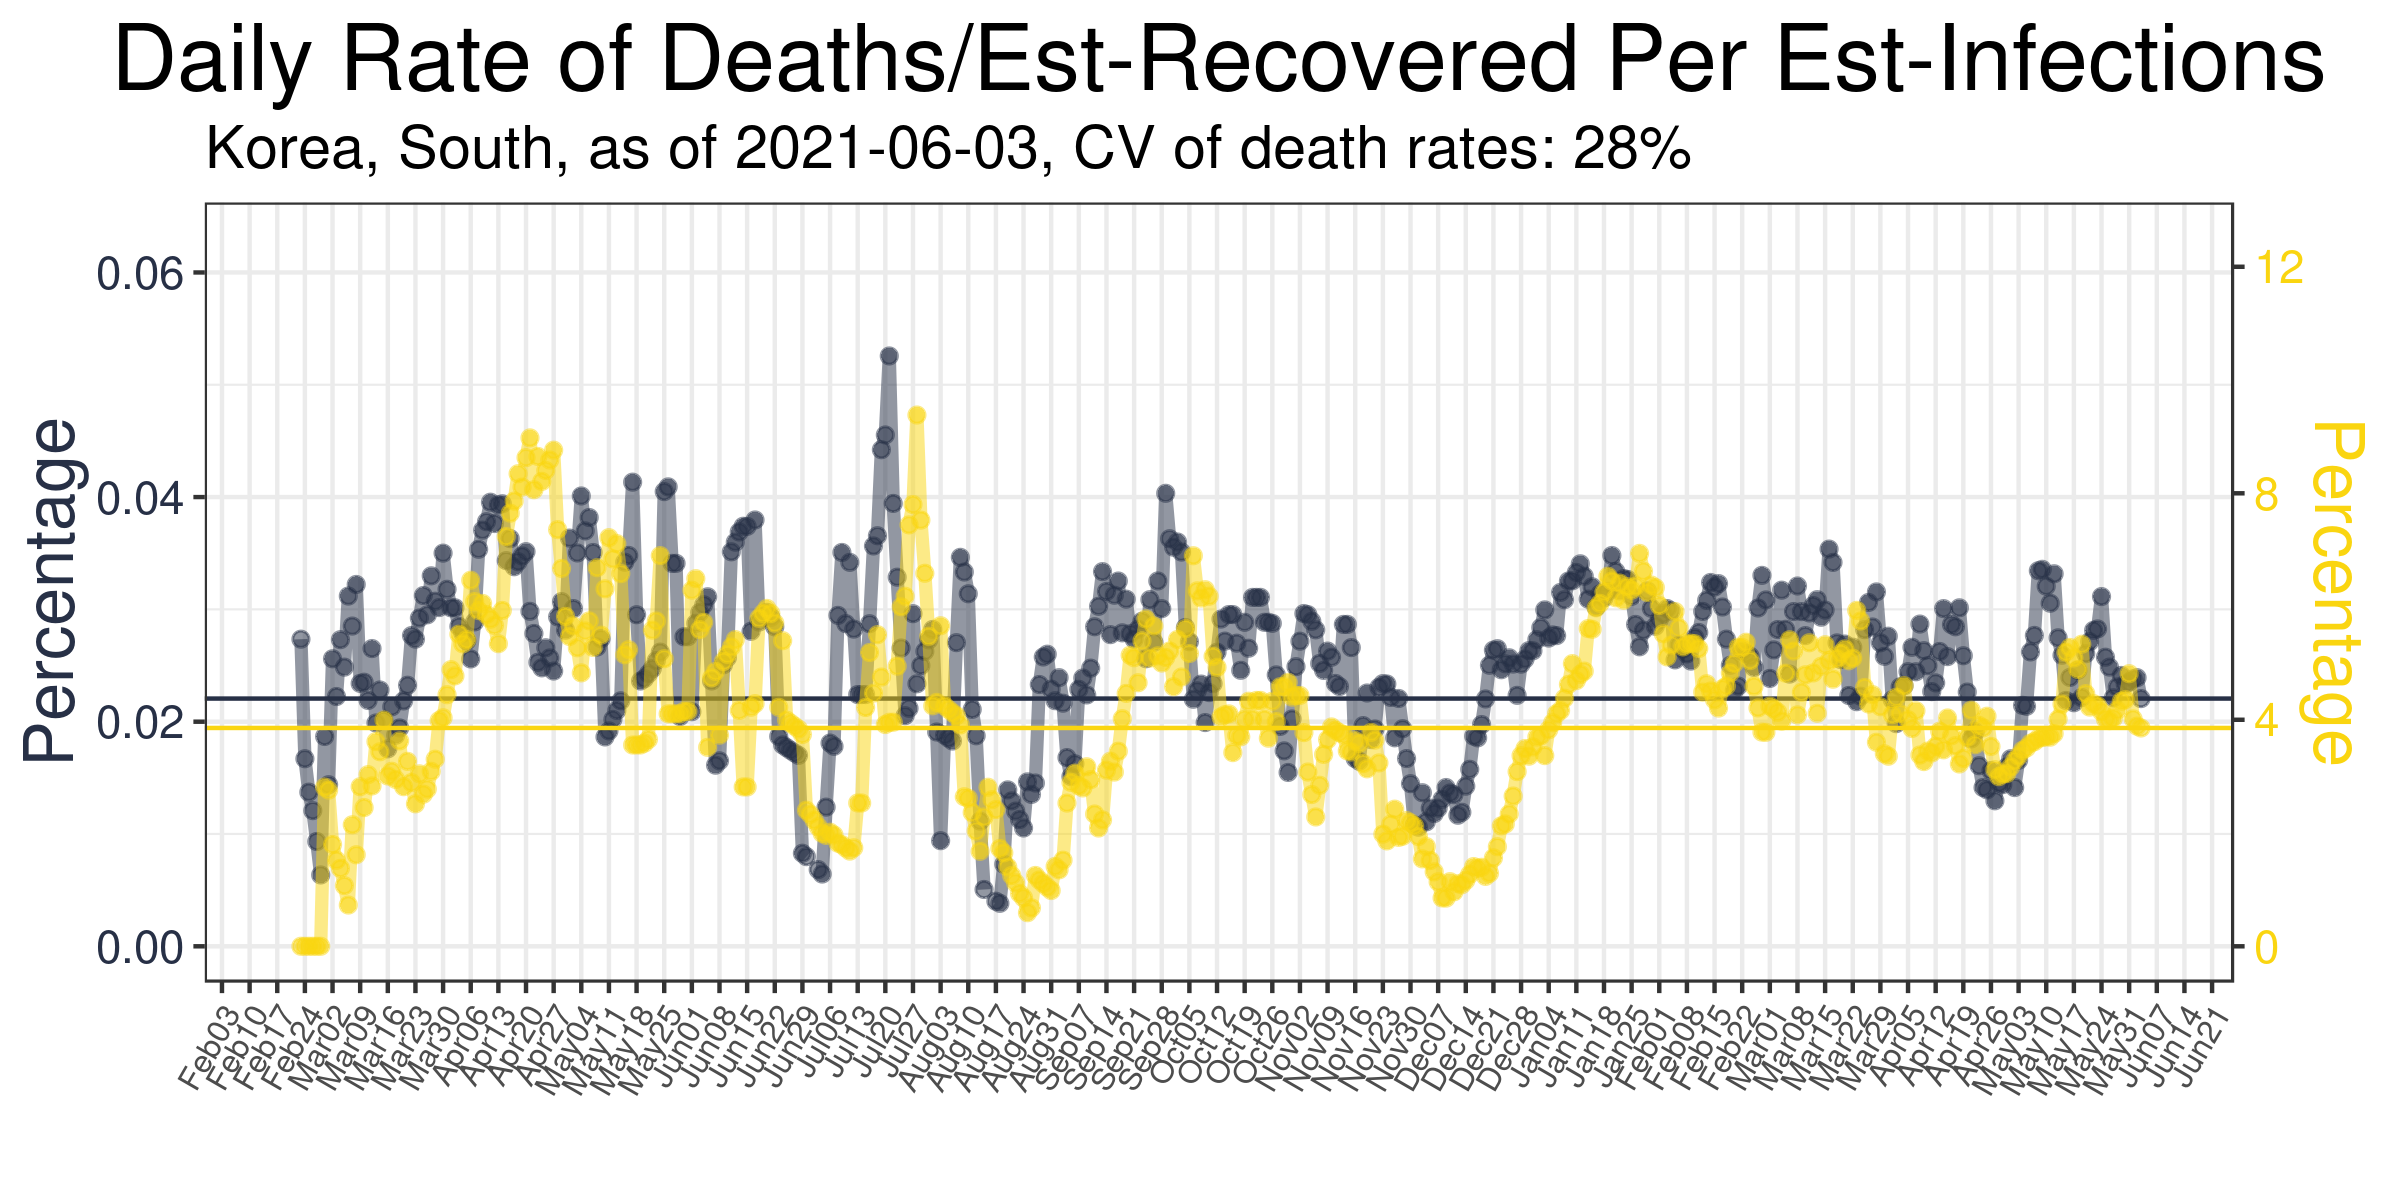 Daily Rate of Deaths/Est-Recovered Per Est-Infections
Korea, South, as of 2021-06-03, CV of death rates: 28%
Percentage
0.06
0.04
0.02
0.00
12
8
4
0
Percentage
Feb03
Feb10
Feb17
Feb24
Mar02
Mar09
Mar16
Mar23
Mar30
Apr06
Apr13
Apr20
Apr27
May04
May11
May18
May25
Jun01
Jun08
Jun15
Jun22
Jun29
Jul06
Jul13
Jul20
Jul27
Aug03
Aug10
Aug17
Aug24
Aug31
Sep07
Sep14
Sep21
Sep28
Oct05
Oct12
Oct19
Oct26
Nov02
Nov09
Nov16
Nov23
Nov30
Dec07
Dec14
Dec21
Dec28
Jan04
Jan11
Jan18
Jan25
Feb01
Feb08
Feb15
Feb22
Mar01
Mar08
Mar15
Mar22
Mar29
Apr05
Apr12
Apr19
Apr26
May03
May10
May17
May24
May31
Jun07
Jun14
Jun21